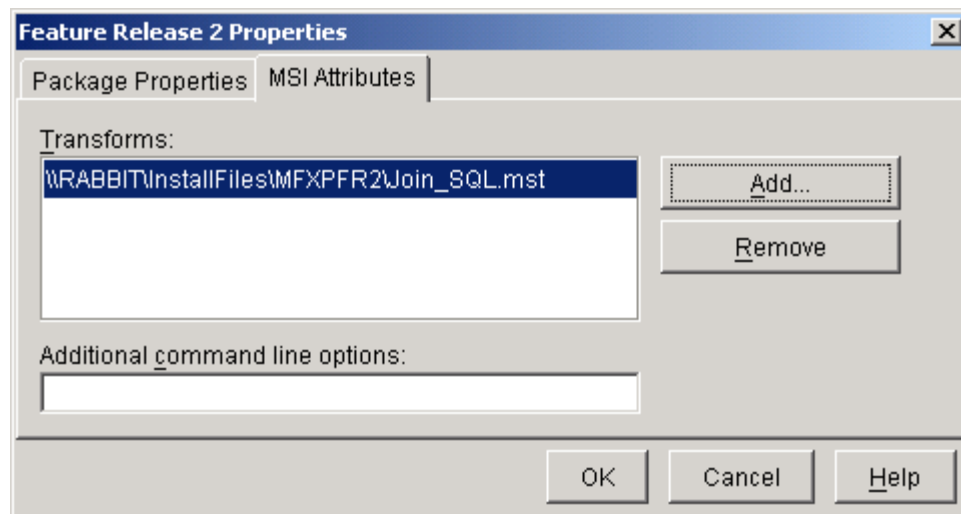 Feature Release 2 Properties
Package Properties MSI Attributes
Transforms:
\\RABBIT\InstallFiles\MFXPFR2\Join_SQL.mst
Add...
Remove
Additional command line options:
OK Cancel Help